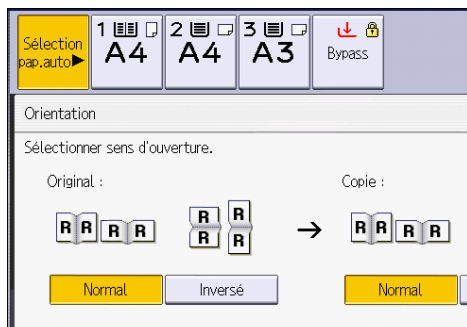 Sélection
pap.auto►
1
A4
2
A4
3
A3
Bypass
Orientation
Sélectionner sens d'ouverture.
Original :
Copie :
R R R R
R R
R R
→
R R R R
Normal
Inversé
Normal